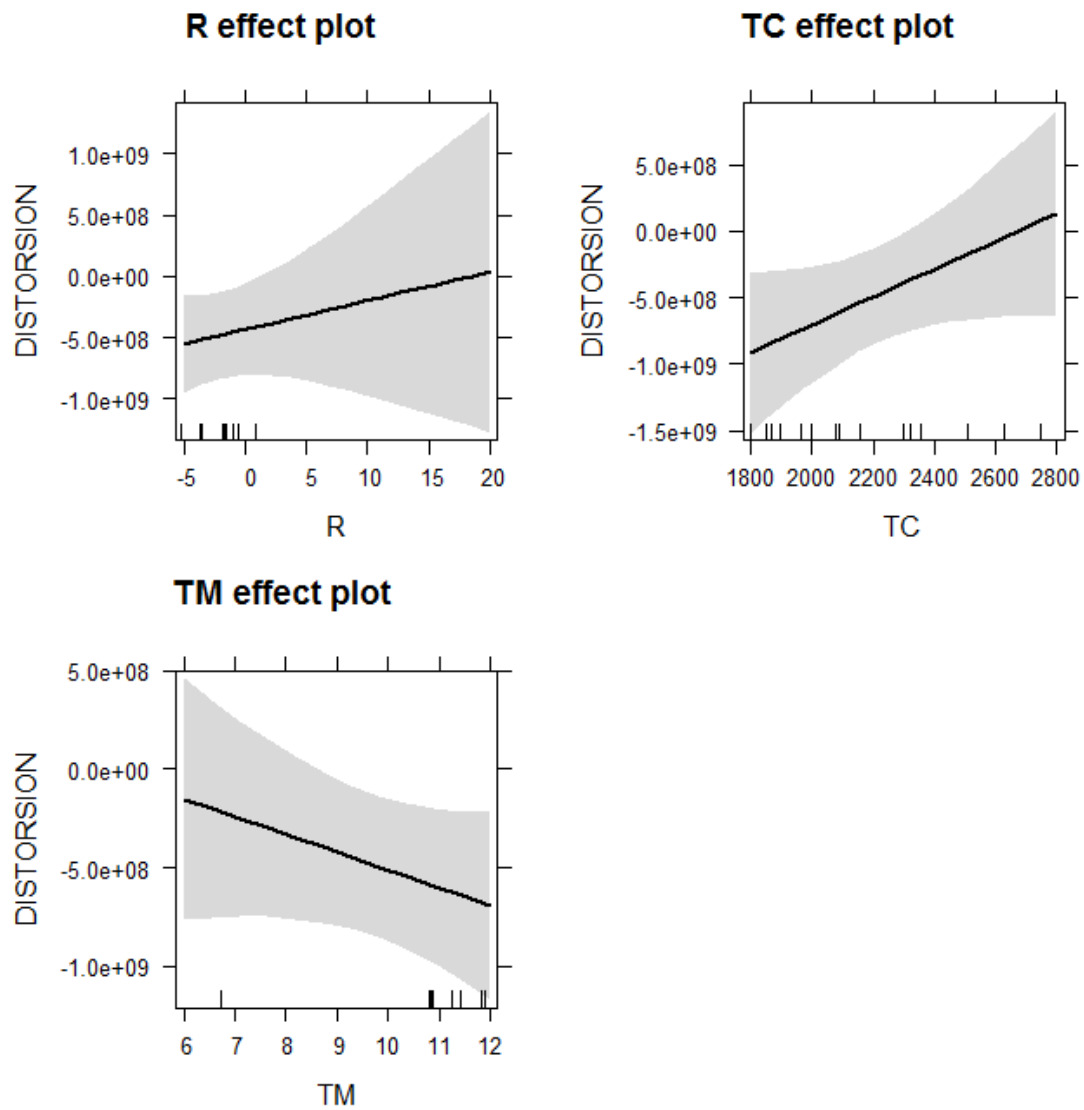 R effect plot
TC effect plot
DISTORSION
1.0e+09
5.0e+08
0.0e+00
-5.0e+08
-1.0e+09
-5 0 5 10 15 20
R
DISTORSION
5.0e+08
0.0e+00
-5.0e+08
-1.0e+09
-1.5e+09
1800 2000 2200 2400 2600 2800
TC
TM effect plot
DISTORSION
5.0e+08
0.0e+00
-5.0e+08
-1.0e+09
6 7 8 9 10 11 12
TM